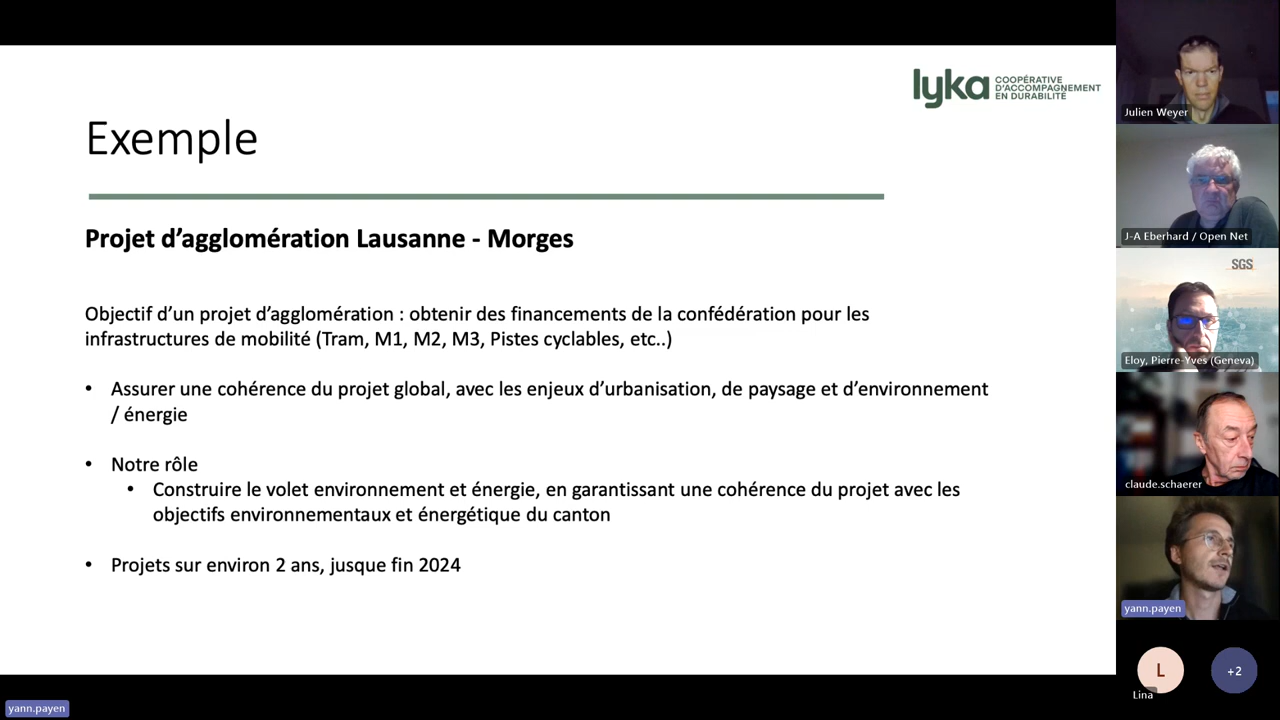 lyka COOPÉRATIVE
D'ACCOMPAGNEMENT
EN DURABILITÉ
Exemple
Projet d’agglomération Lausanne - Morges
Objectif d’un projet d’agglomération : obtenir des financements de la confédération pour les
infrastructures de mobilité (Tram, M1, M2, M3, Pistes cyclables, etc..)
• Assurer une cohérence du projet global, avec les enjeux d’urbanisation, de paysage et d’environnement
/ énergie
• Notre rôle
• Construire le volet environnement et énergie, en garantissant une cohérence du projet avec les
objectifs environnementaux et énergétique du canton
• Projets sur environ 2 ans, jusque fin 2024
Julien Weyer
J-A Eberhard / Open Net
SGS
Eloy, Pierre-Yves (Geneva)
claude.schaerer
yann.payen
L
+2
Lina
yann.payen